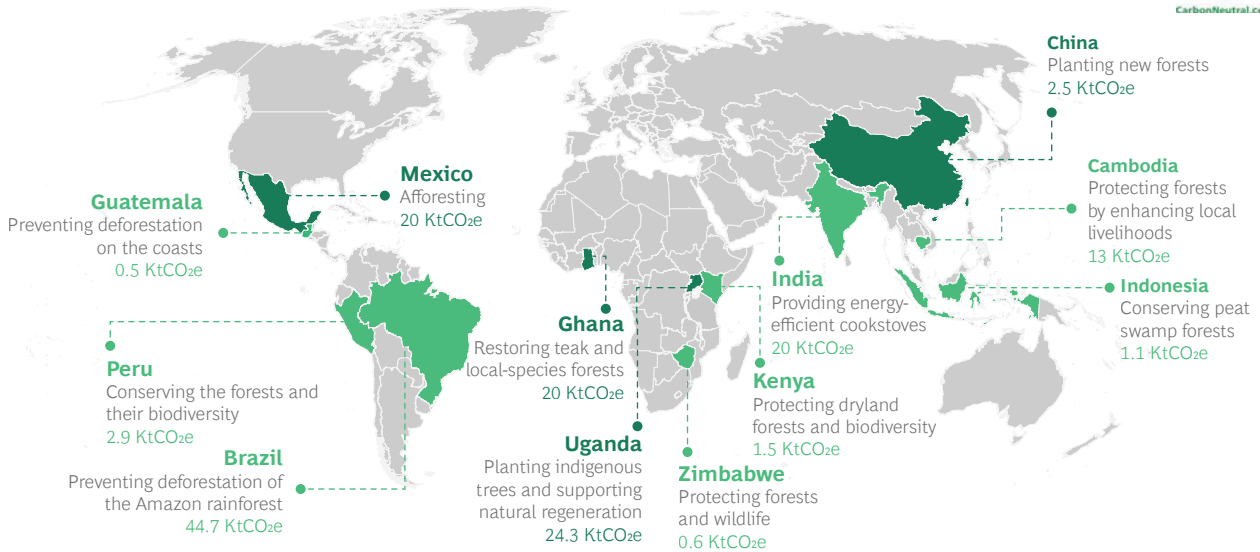 CarbonNeutral.co
China
Planting new forests
2.5 KtCO₂e
Mexico
Afforesting
20 KtCO₂e
Cambodia
Protecting forests
by enhancing local
livelihoods
13 KtCO₂e
Guatemala
Preventing deforestation
on the coasts
0.5 KtCO₂e
India
Providing energy-
efficient cookstoves
20 KtCO₂e
Indonesia
Conserving peat
swamp forests
1.1 KtCO₂e
Ghana
Restoring teak and
local-species forests
20 KtCO₂e
Peru
Conserving the forests and
their biodiversity
2.9 KtCO₂e
Kenya
Protecting dryland
forests and biodiversity
1.5 KtCO₂e
Uganda
Planting indigenous
trees and supporting
natural regeneration
24.3 KtCO₂e
Brazil
Preventing deforestation of
the Amazon rainforest
44.7 KtCO₂e
Zimbabwe
Protecting forests
and wildlife
0.6 KtCO₂e